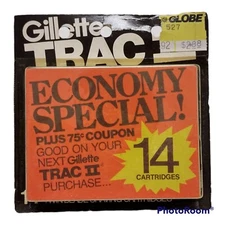 Gillette
GLOBE
927
TRAC
ECONOMY
SPECIAL!
PLUS 75¢ COUPON
GOOD ON YOUR
NEXT Gillette
TRAC II®
PURCHASE...
14
CARTRIDGES
PhotoRoom